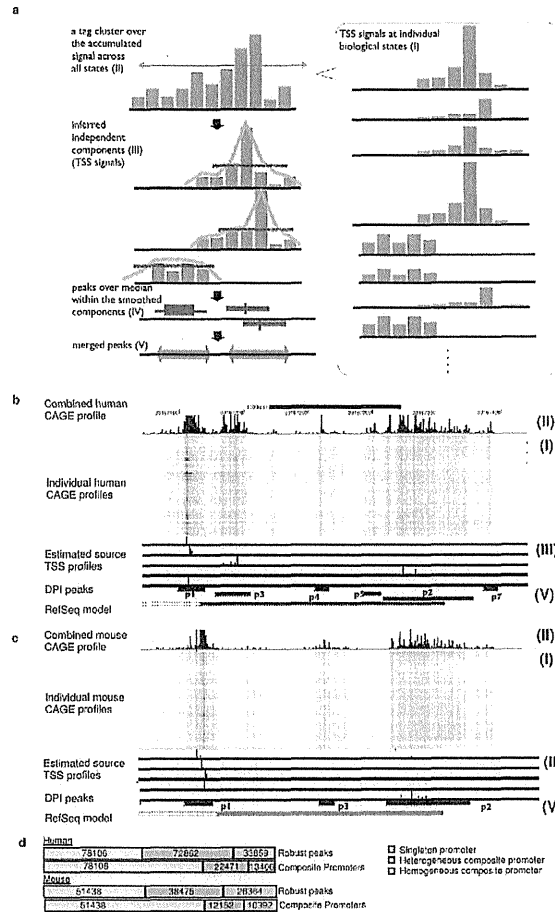 a
a tag cluster over
the accumulated
signal across
all states (II)
TSS signals at individual
biological states (I)
inferred
independent
components (III)
(TSS signals)
peaks over median
within the smoothed
components (IV)
merged peaks (V)
b
Combined human
CAGE profile
(II)
(I)
Individual human
CAGE profiles
Estimated source
TSS profiles
(III)
DPI peaks
p1
p3
p4
p5
p2
p7
(V)
RefSeq model
c
Combined mouse
CAGE profile
(II)
(I)
Individual mouse
CAGE profiles
Estimated source
TSS profiles
(II
DPI peaks
p1
p3
p2
(V
RefSeq model
d
Human
78106 72862 33859 Robust peaks
78106 22471 13400 Composite Promoters
Mouse
51438 38475 26364 Robust peaks
51438 12152 10392 Composite Promoters
Singleton promoter
Heterogeneous composite promoter
Homogeneous composite promoter